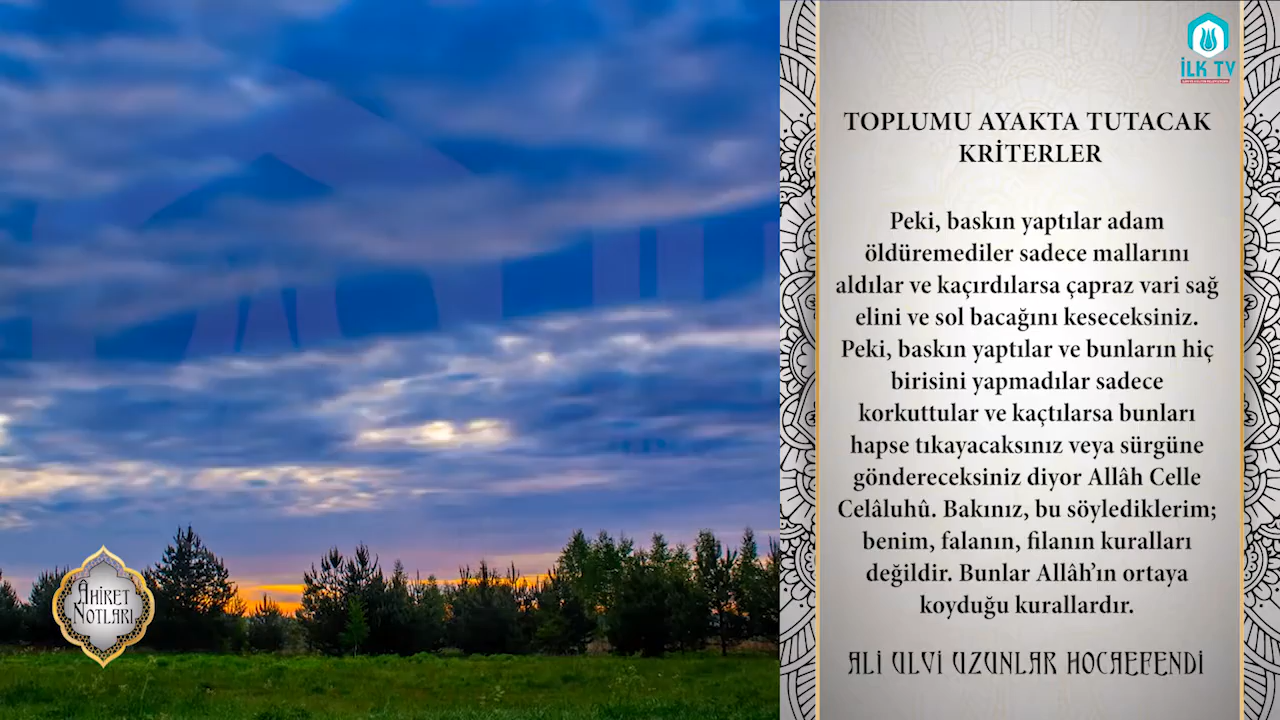 İLK TV
TOPLUMU AYAKTA TUTACAK
KRİTERLER
Peki, baskın yaptılar adam
öldüremediler sadece mallarını
aldılar ve kaçırdılarsa çapraz vari sağ
elini ve sol bacağını keseceksiniz.
Peki, baskın yaptılar ve bunların hiç
birisini yapmadılar sadece
korkuttular ve kaçtılarsa bunları
hapse tıkayacaksınız veya sürgüne
göndereceksiniz diyor Allâh Celle
Celâluhû. Bakınız, bu söylediklerim;
benim, falanın, filanın kuralları
değildir. Bunlar Allâh’ın ortaya
koyduğu kurallardır.
ALİ ULVİ UZUNLAR HOCAEFENDİ
ÂHİRET
NOTLARI